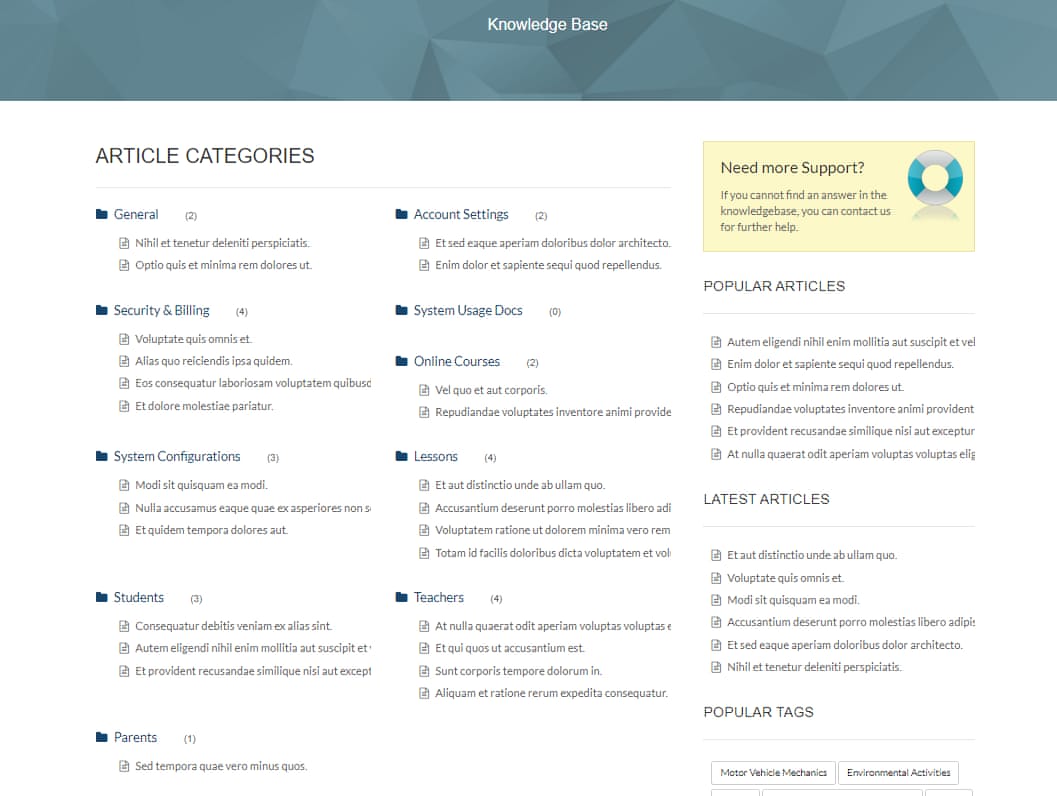 Knowledge Base
ARTICLE CATEGORIES
General (2)
Nihil et tenetur deleniti perspiciatis.
Optio quis et minima rem dolores ut.
Account Settings (2)
Et sed eaque aperiam doloribus dolor architecto.
Enim dolor et sapiente sequi quod repellendus.
Security & Billing (4)
Voluptate quis omnis et.
Alias quo reiciendis ipsa quidem.
Eos consequatur laboriosam voluptatem quibusd
Et dolore molestiae pariatur.
System Usage Docs (0)
Online Courses (2)
Vel quo et aut corporis.
Repudiandae voluptates inventore animi provide
System Configurations (3)
Modi sit quisquam ea modi.
Nulla accusamus eaque quae ex asperiores non s
Et quidem tempora dolores aut.
Lessons (4)
Et aut distinctio unde ab ullam quo.
Accusantium deserunt porro molestias libero adi
Voluptatem ratione ut dolorem minima vero rem
Totam id facilis doloribus dicta voluptatem et vol
Students (3)
Consequatur debitis veniam ex alias sint.
Autem eligendi nihil enim mollitia aut suscipit et
Et provident recusandae similique nisi aut except
Teachers (4)
At nulla quaerat odit aperiam voluptas voluptas e
Et qui quos ut accusantium est.
Sunt corporis tempore dolorum in.
Aliquam et ratione rerum expedita consequatur.
Parents (1)
Sed tempora quae vero minus quos.
Need more Support?
If you cannot find an answer in the
knowledgebase, you can contact us
for further help.
POPULAR ARTICLES
Autem eligendi nihil enim mollitia aut suscipit et vel
Enim dolor et sapiente sequi quod repellendus.
Optio quis et minima rem dolores ut.
Repudiandae voluptates inventore animi provident
Et provident recusandae similique nisi aut exceptur
At nulla quaerat odit aperiam voluptas voluptas elig
LATEST ARTICLES
Et aut distinctio unde ab ullam quo.
Voluptate quis omnis et.
Modi sit quisquam ea modi.
Accusantium deserunt porro molestias libero adipis
Et sed eaque aperiam doloribus dolor architecto.
Nihil et tenetur deleniti perspiciatis.
POPULAR TAGS
Motor Vehicle Mechanics Environmental Activities